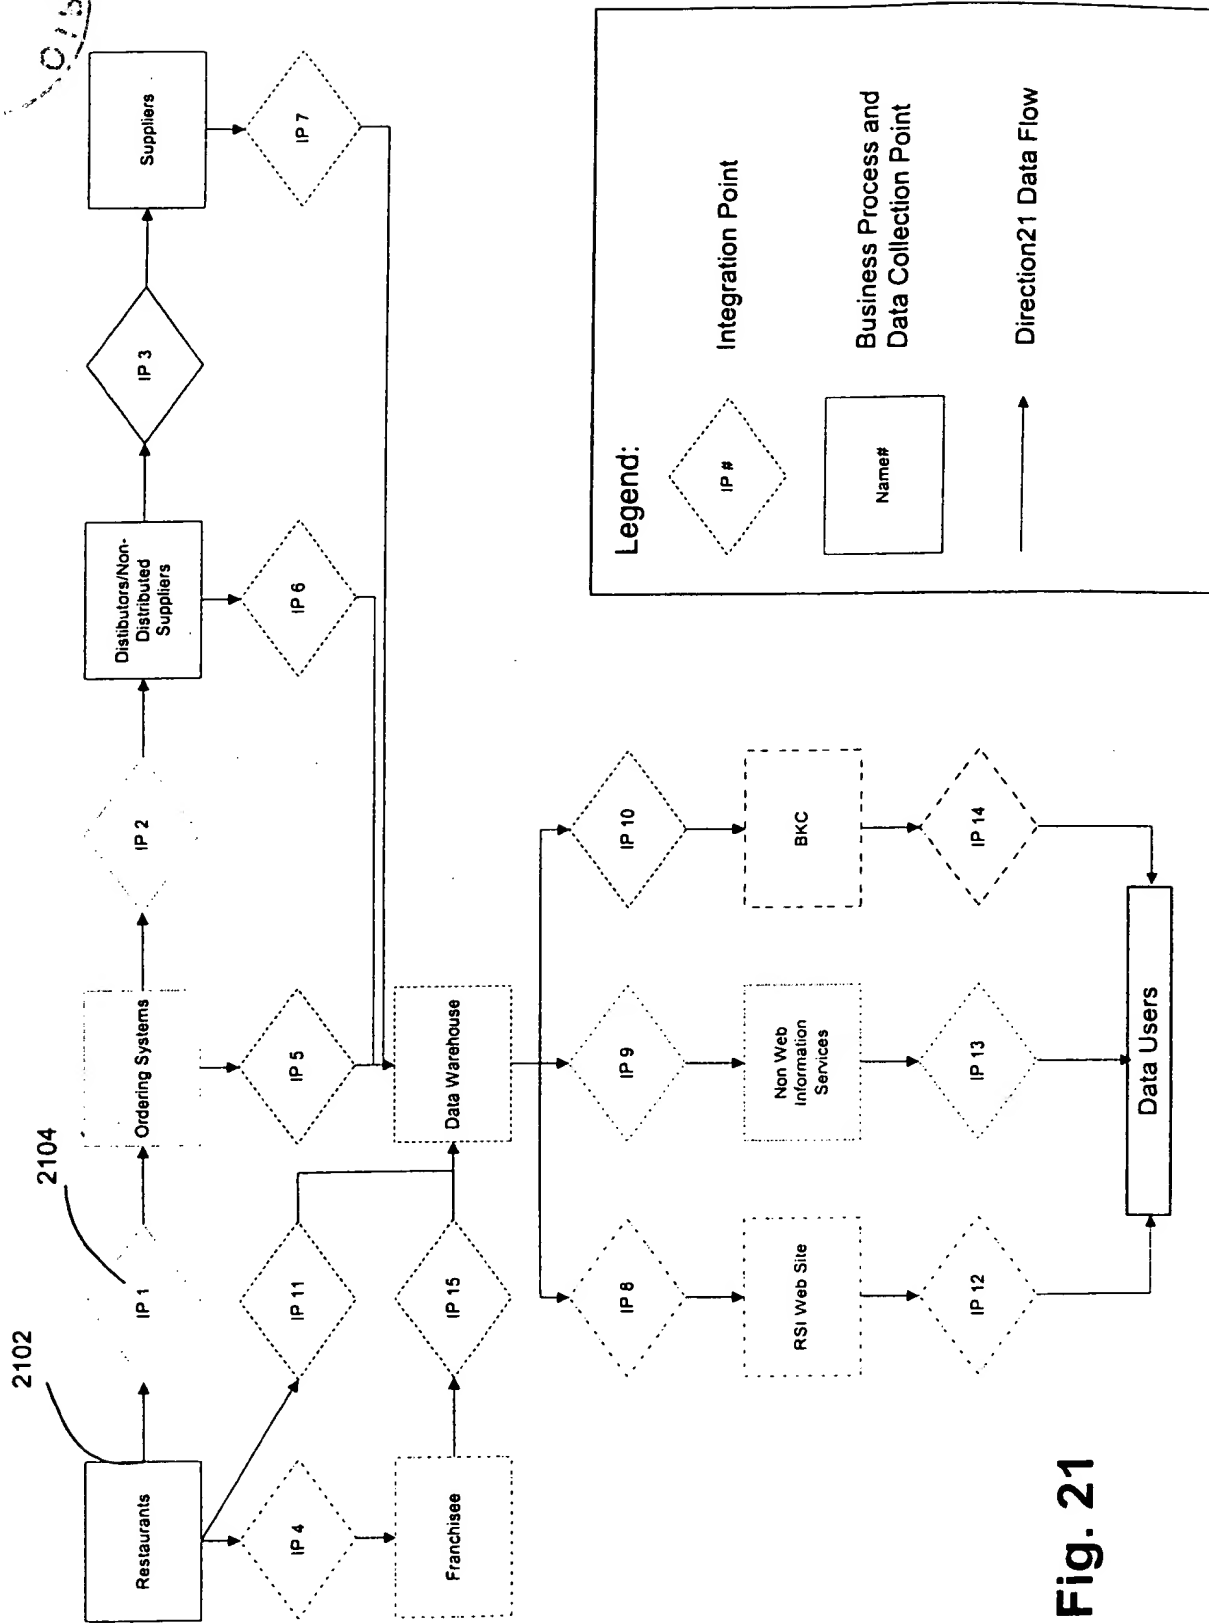 2102
2104
Restaurants
IP 1
Ordering Systems
IP 2
Distibutors/Non-
Distributed
Suppliers
IP 3
Suppliers
IP 4
IP 11
IP 5
IP 6
IP 7
Franchisee
IP 15
Data Warehouse
IP 8
IP 9
IP 10
RSI Web Site
Non Web
Information
Services
BKC
IP 12
IP 13
IP 14
Data Users
Legend:
IP #
Integration Point
Name#
Business Process and
Data Collection Point
Direction21 Data Flow
Fig. 21